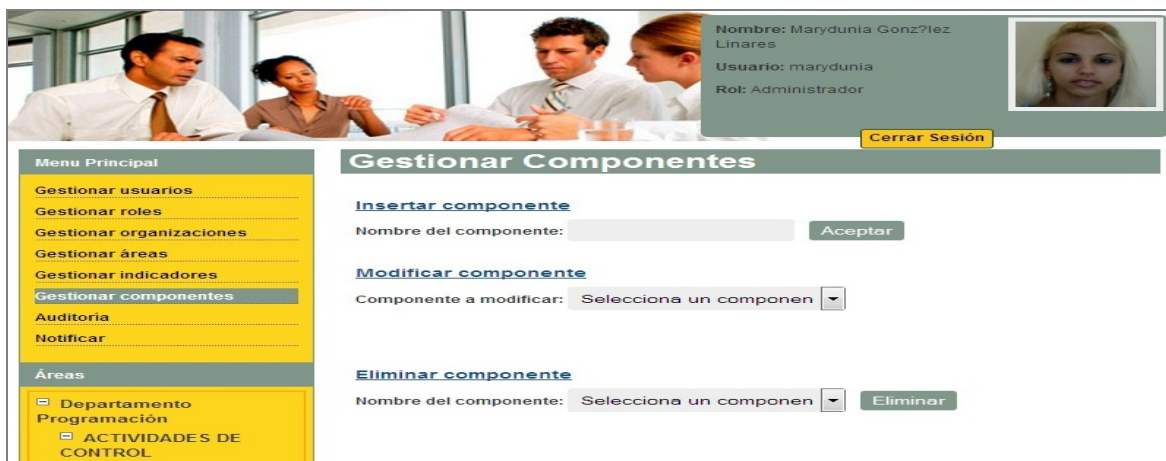 Nombre: Marydunia Gonz?lez
Linares
Usuario: marydunia
Rol: Administrador
Cerrar Sesión
Menu Principal
Gestionar usuarios
Gestionar roles
Gestionar organizaciones
Gestionar áreas
Gestionar indicadores
Gestionar componentes
Auditoría
Notificar
Áreas
Departamento
Programación
ACTIVIDADES DE
CONTROL
Gestionar Componentes
Insertar componente
Nombre del componente: Aceptar
Modificar componente
Componente a modificar: Selecciona un componen
Eliminar componente
Nombre del componente: Selecciona un componen Eliminar